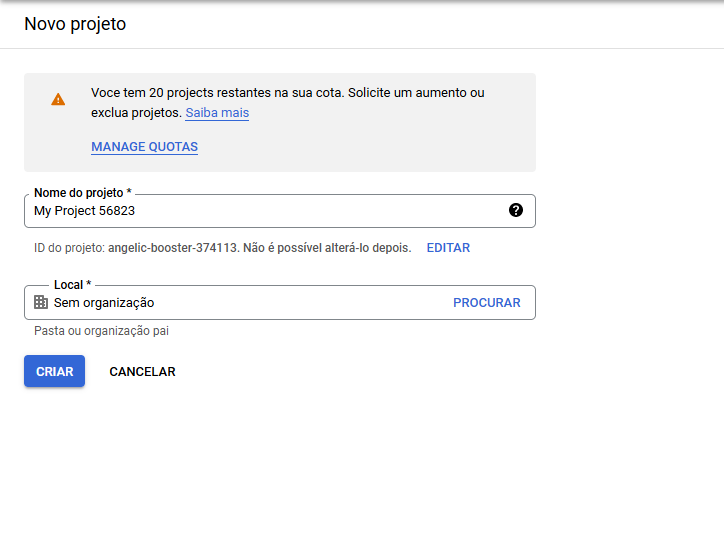 Novo projeto
Voce tem 20 projects restantes na sua cota. Solicite um aumento ou
exclua projetos. Saiba mais
MANAGE QUOTAS
Nome do projeto *
My Project 56823
ID do projeto: angelic-booster-374113. Não é possível alterá-lo depois. EDITAR
Local *
Sem organização PROCURAR
Pasta ou organização pai
CRIAR CANCELAR